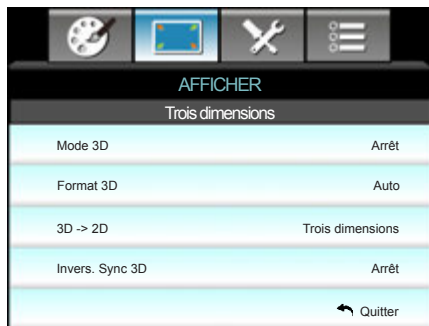 AFFICHER
Trois dimensions
Mode 3D Arrêt
Format 3D Auto
3D -> 2D Trois dimensions
Invers. Sync 3D Arrêt
Quitter